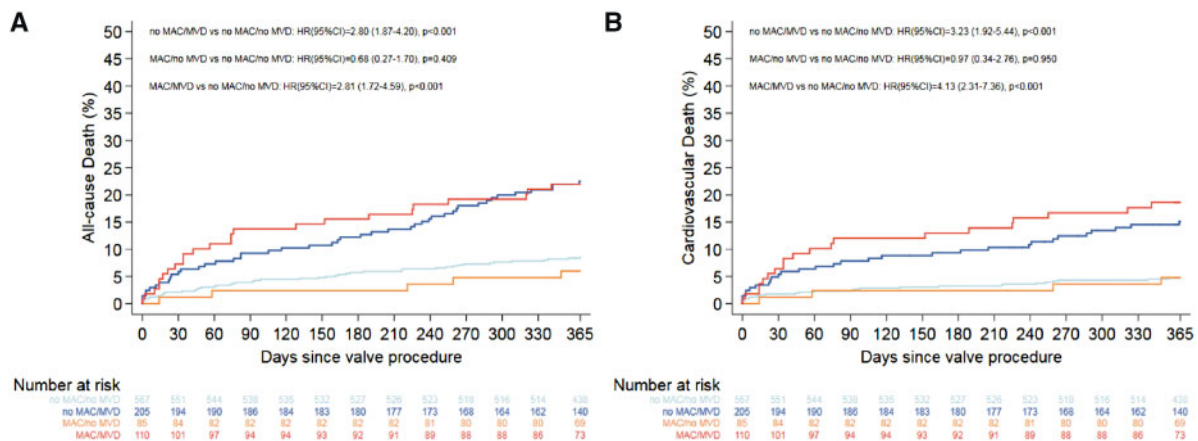 A
no MAC/MVD vs no MAC/no MVD: HR(95%CI)=2.80 (1.87-4.20), p<0.001
MAC/no MVD vs no MAC/no MVD: HR(95%CI)=0.68 (0.27-1.70), p=0.409
MAC/MVD vs no MAC/no MVD: HR(95%CI)=2.81 (1.72-4.59), p<0.001
All-cause Death (%)
50
45
40
35
30
25
20
15
10
5
0
0 30 60 90 120 150 180 210 240 270 300 330 365
Days since valve procedure
Number at risk
no MAC/no MVD 567 551 544 538 535 532 527 526 523 518 516 514 438
no MAC/MVD 205 194 190 186 184 183 180 177 173 168 164 162 140
MAC/no MVD 85 84 82 82 82 82 82 82 81 80 80 80 69
MAC/MVD 110 101 97 94 94 93 92 91 89 88 88 86 73
B
no MAC/MVD vs no MAC/no MVD: HR(95%CI)=3.23 (1.92-5.44), p<0.001
MAC/no MVD vs no MAC/no MVD: HR(95%CI)=0.97 (0.34-2.76), p=0.950
MAC/MVD vs no MAC/no MVD: HR(95%CI)=4.13 (2.31-7.36), p<0.001
Cardiovascular Death (%)
50
45
40
35
30
25
20
15
10
5
0
0 30 60 90 120 150 180 210 240 270 300 330 365
Days since valve procedure
Number at risk
no MAC/no MVD 567 551 544 538 535 532 527 526 523 518 516 514 438
no MAC/MVD 205 194 190 186 184 183 180 177 173 168 164 162 140
MAC/no MVD 85 84 82 82 82 82 82 82 81 80 80 80 69
MAC/MVD 110 101 97 94 94 93 92 91 89 88 88 86 73